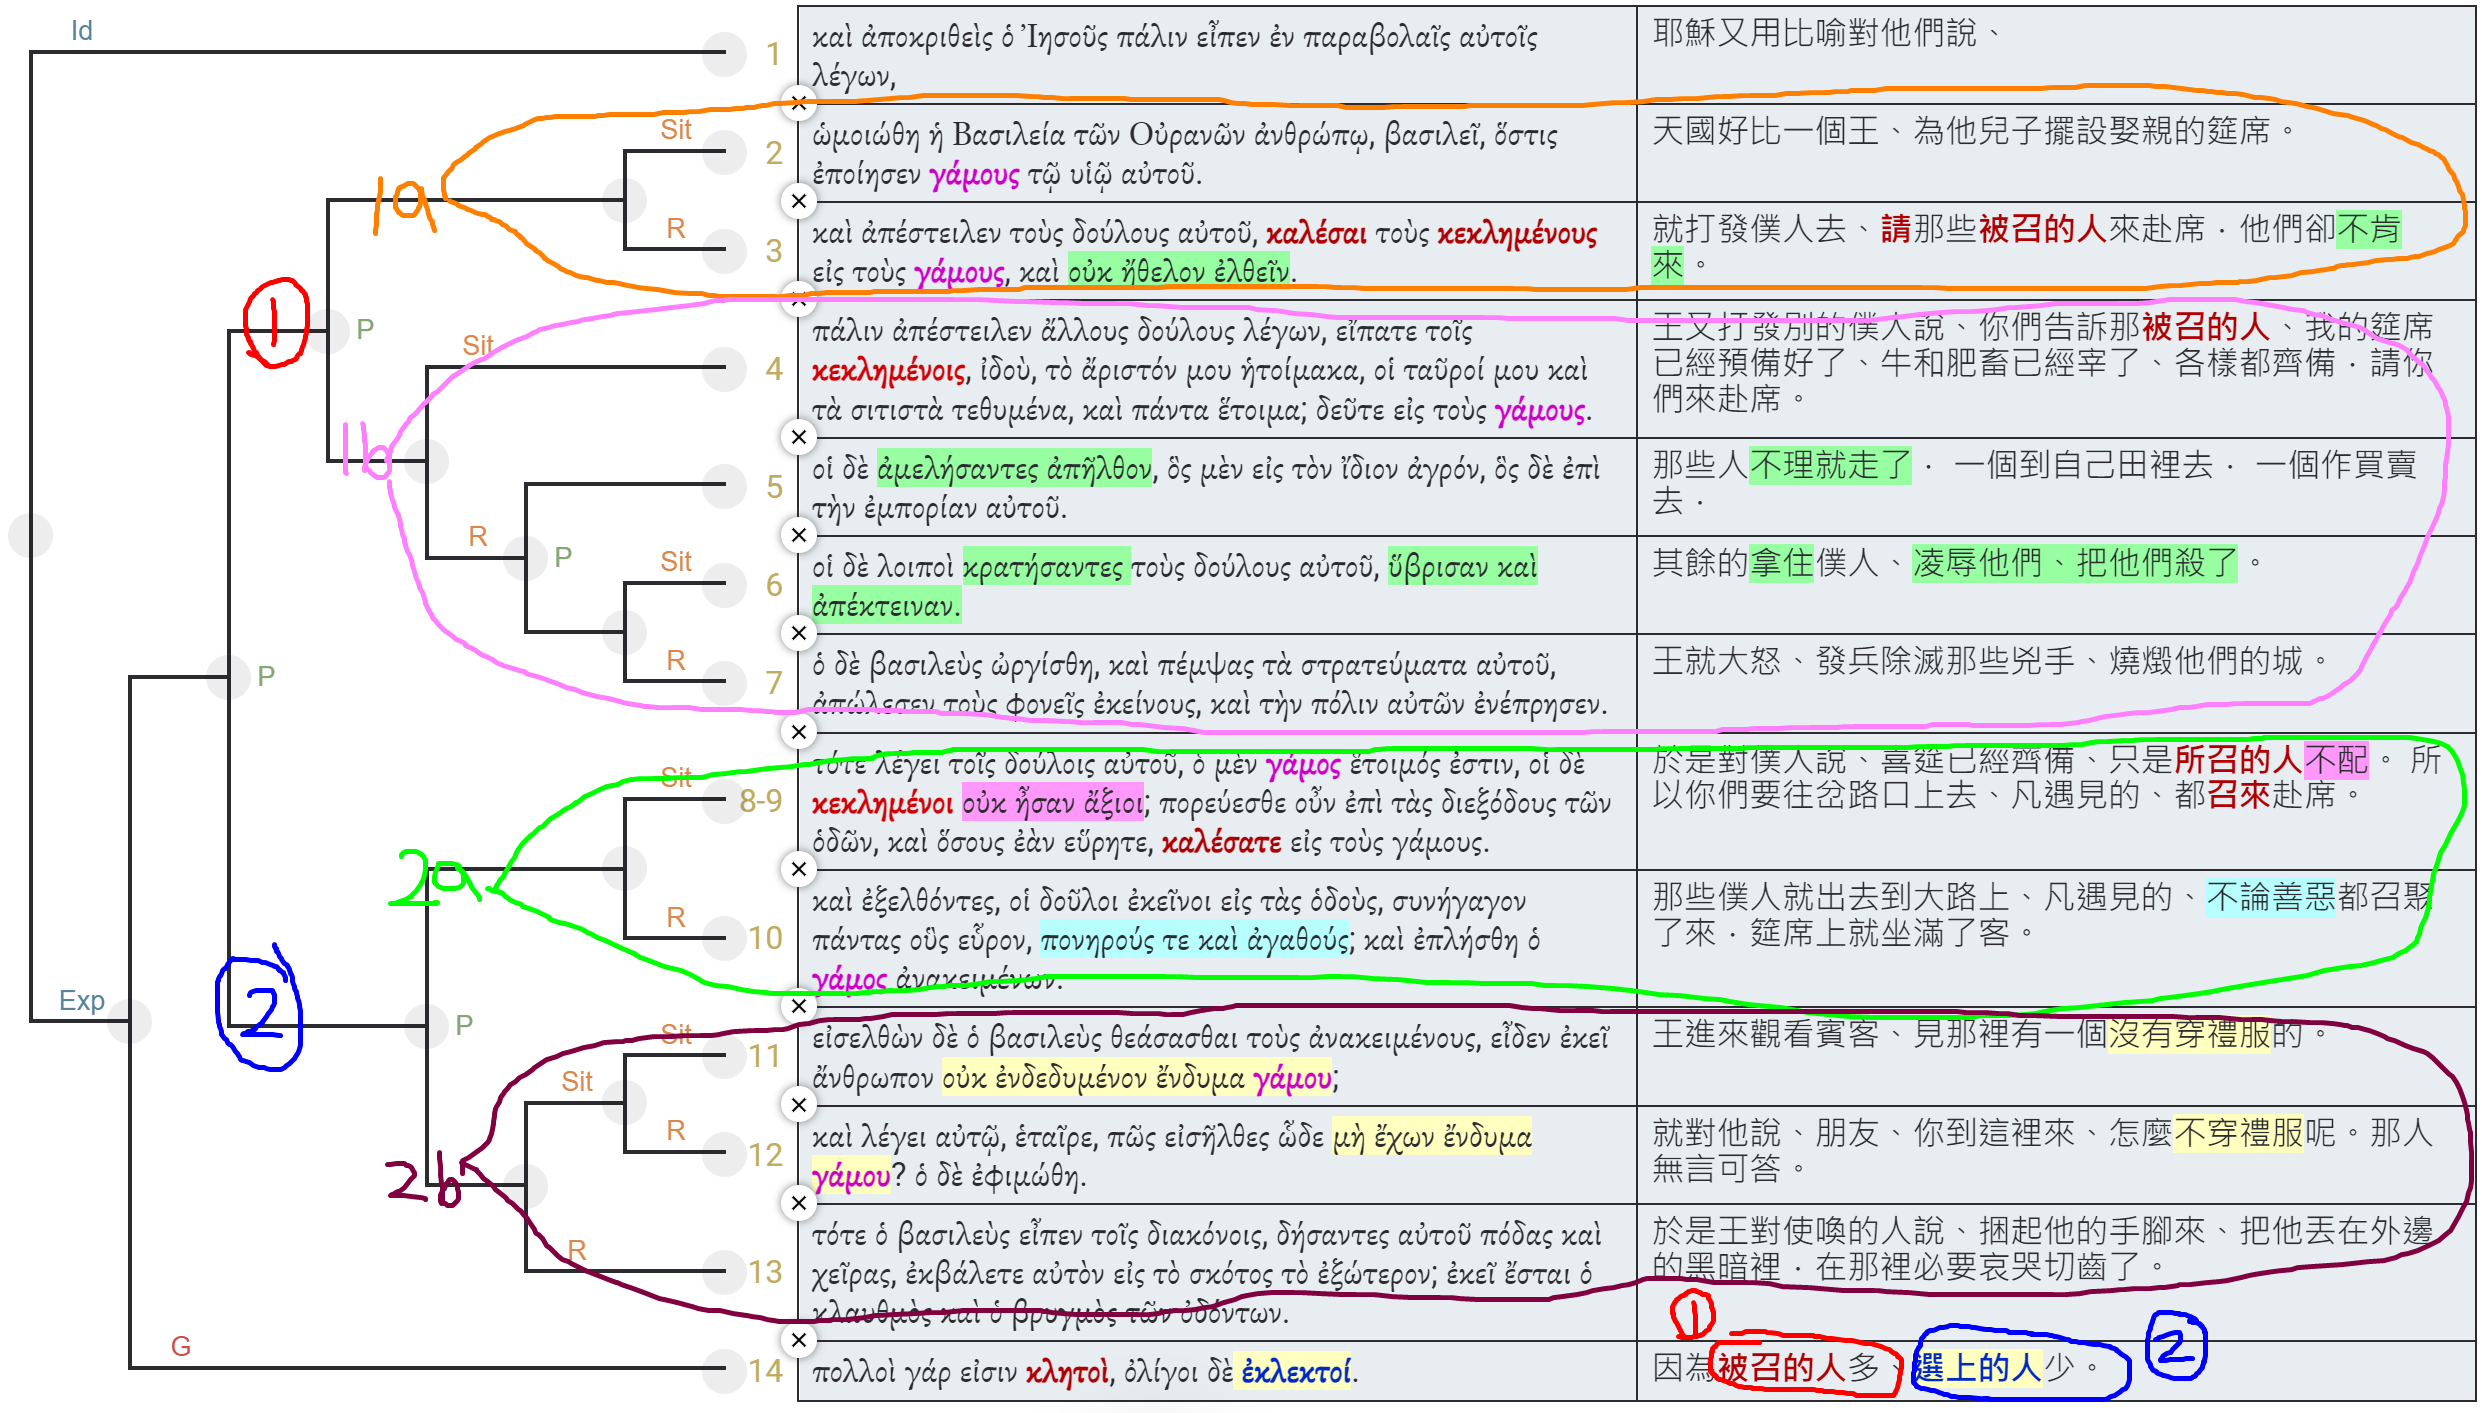 Id
1
καὶ ἀποκριθεὶς ὁ Ἰησοῦς πάλιν εἶπεν ἐν παραβολαῖς αὐτοῖς
λέγων,
耶穌又用比喻對他們說、
1a
Sit
2
ὡμοιώθη ἡ Βασιλεία τῶν Οὐρανῶν ἀνθρώπῳ, βασιλεῖ, ὅστις
ἐποίησεν γάμους τῷ υἱῷ αὐτοῦ.
天國好比一個王、為他兒子擺設娶親的筵席。
R
3
καὶ ἀπέστειλεν τοὺς δούλους αὐτοῦ, καλέσαι τοὺς κεκλημένους
εἰς τοὺς γάμους, καὶ οὐκ ἤθελον ἐλθεῖν.
就打發僕人去、請那些被召的人來赴席．他們卻不肯
來。
1
P
1b
Sit
4
πάλιν ἀπέστειλεν ἄλλους δούλους λέγων, εἴπατε τοῖς
κεκλημένοις, ἰδοὺ, τὸ ἄριστόν μου ἡτοίμακα, οἱ ταῦροί μου καὶ
τὰ σιτιστὰ τεθυμένα, καὶ πάντα ἕτοιμα; δεῦτε εἰς τοὺς γάμους.
王又打發別的僕人說、你們告訴那被召的人、我的筵席
已經預備好了、牛和肥畜已經宰了、各樣都齊備．請你
們來赴席。
5
οἱ δὲ ἀμελήσαντες ἀπῆλθον, ὃς μὲν εἰς τὸν ἴδιον ἀγρόν, ὃς δὲ ἐπὶ
τὴν ἐμπορίαν αὐτοῦ.
那些人不理就走了． 一個到自己田裡去． 一個作買賣
去．
R
P
Sit
6
οἱ δὲ λοιποὶ κρατήσαντες τοὺς δούλους αὐτοῦ, ὕβρισαν καὶ
ἀπέκτειναν.
其餘的拿住僕人、凌辱他們、把他們殺了。
R
7
ὁ δὲ βασιλεὺς ὠργίσθη, καὶ πέμψας τὰ στρατεύματα αὐτοῦ,
ἀπώλεσεν τοὺς φονεῖς ἐκείνους, καὶ τὴν πόλιν αὐτῶν ἐνέπρησεν.
王就大怒、發兵除滅那些兇手、燒燬他們的城。
P
2a
Sit
8-9
τότε λέγει τοῖς δούλοις αὐτοῦ, ὁ μὲν γάμος ἕτοιμός ἐστιν, οἱ δὲ
κεκλημένοι οὐκ ἦσαν ἄξιοι; πορεύεσθε οὖν ἐπὶ τὰς διεξόδους τῶν
ὁδῶν, καὶ ὅσους ἐὰν εὕρητε, καλέσατε εἰς τοὺς γάμους.
於是對僕人說、喜筵已經齊備、只是所召的人不配。 所
以你們要往岔路口上去、凡遇見的、都召來赴席。
R
10
καὶ ἐξελθόντες, οἱ δοῦλοι ἐκεῖνοι εἰς τὰς ὁδοὺς, συνήγαγον
πάντας οὓς εὗρον, πονηρούς τε καὶ ἀγαθούς; καὶ ἐπλήσθη ὁ
γάμος ἀνακειμένων.
那些僕人就出去到大路上、凡遇見的、不論善惡都召聚
了來．筵席上就坐滿了客。
2
Exp
P
Sit
11
εἰσελθὼν δὲ ὁ βασιλεὺς θεάσασθαι τοὺς ἀνακειμένους, εἶδεν ἐκεῖ
ἄνθρωπον οὐκ ἐνδεδυμένον ἔνδυμα γάμου;
王進來觀看賓客、見那裡有一個沒有穿禮服的。
Sit
R
12
καὶ λέγει αὐτῷ, ἑταῖρε, πῶς εἰσῆλθες ὧδε μὴ ἔχων ἔνδυμα
γάμου? ὁ δὲ ἐφιμώθη.
就對他說、朋友、你到這裡來、怎麼不穿禮服呢。那人
無言可答。
2b
R
13
τότε ὁ βασιλεὺς εἶπεν τοῖς διακόνοις, δήσαντες αὐτοῦ πόδας καὶ
χεῖρας, ἐκβάλετε αὐτὸν εἰς τὸ σκότος τὸ ἐξώτερον; ἐκεῖ ἔσται ὁ
κλαυθμὸς καὶ ὁ βρυγμὸς τῶν ὀδόντων.
於是王對使喚的人說、捆起他的手腳來、把他丟在外邊
的黑暗裡．在那裡必要哀哭切齒了。
1
2
G
14
πολλοὶ γάρ εἰσιν κλητοὶ, ὀλίγοι δὲ ἐκλεκτοί.
因為被召的人多、選上的人少。